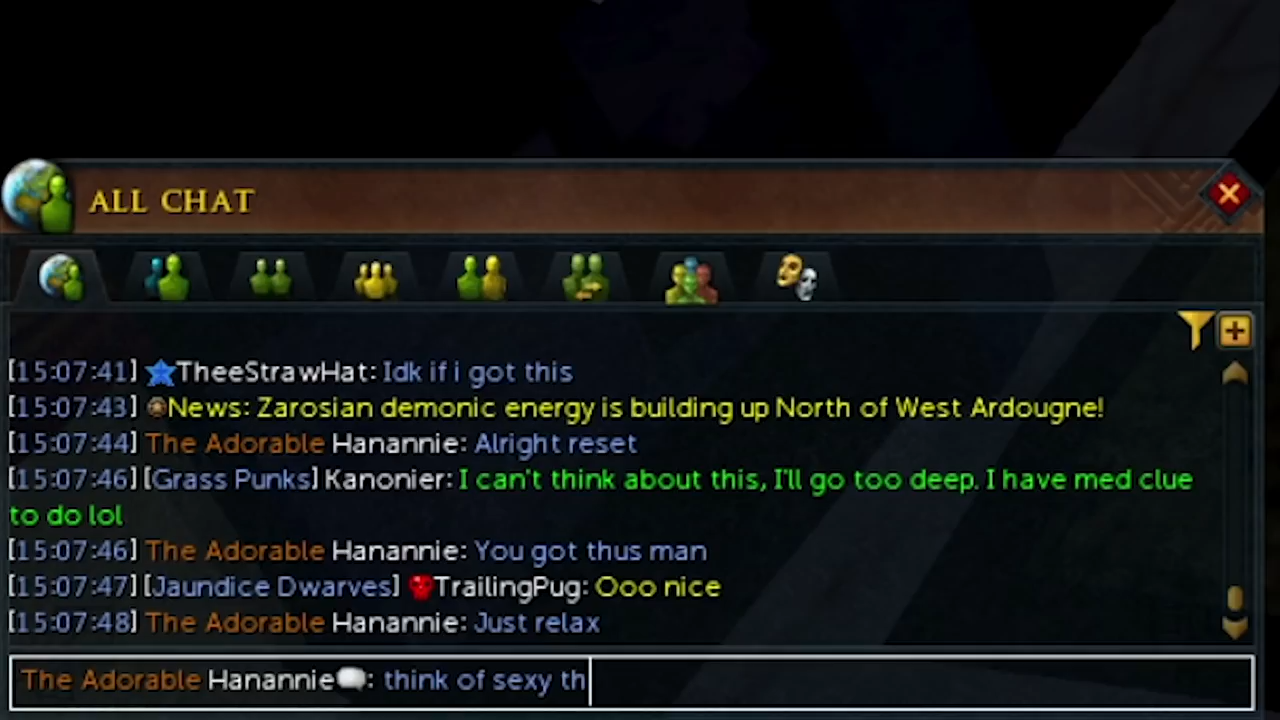 ALL CHAT
[15:07:41] TheeStrawHat: Idk if i got this
[15:07:43] News: Zarosian demonic energy is building up North of West Ardougne!
[15:07:44] The Adorable Hanannie: Alright reset
[15:07:46] [Grass Punks] Kanonier: I can't think about this, I'll go too deep. I have med clue
to do lol
[15:07:46] The Adorable Hanannie: You got thus man
[15:07:47] [Jaundice Dwarves] TrailingPug: Ooo nice
[15:07:48] The Adorable Hanannie: Just relax
The Adorable Hanannie: think of sexy th